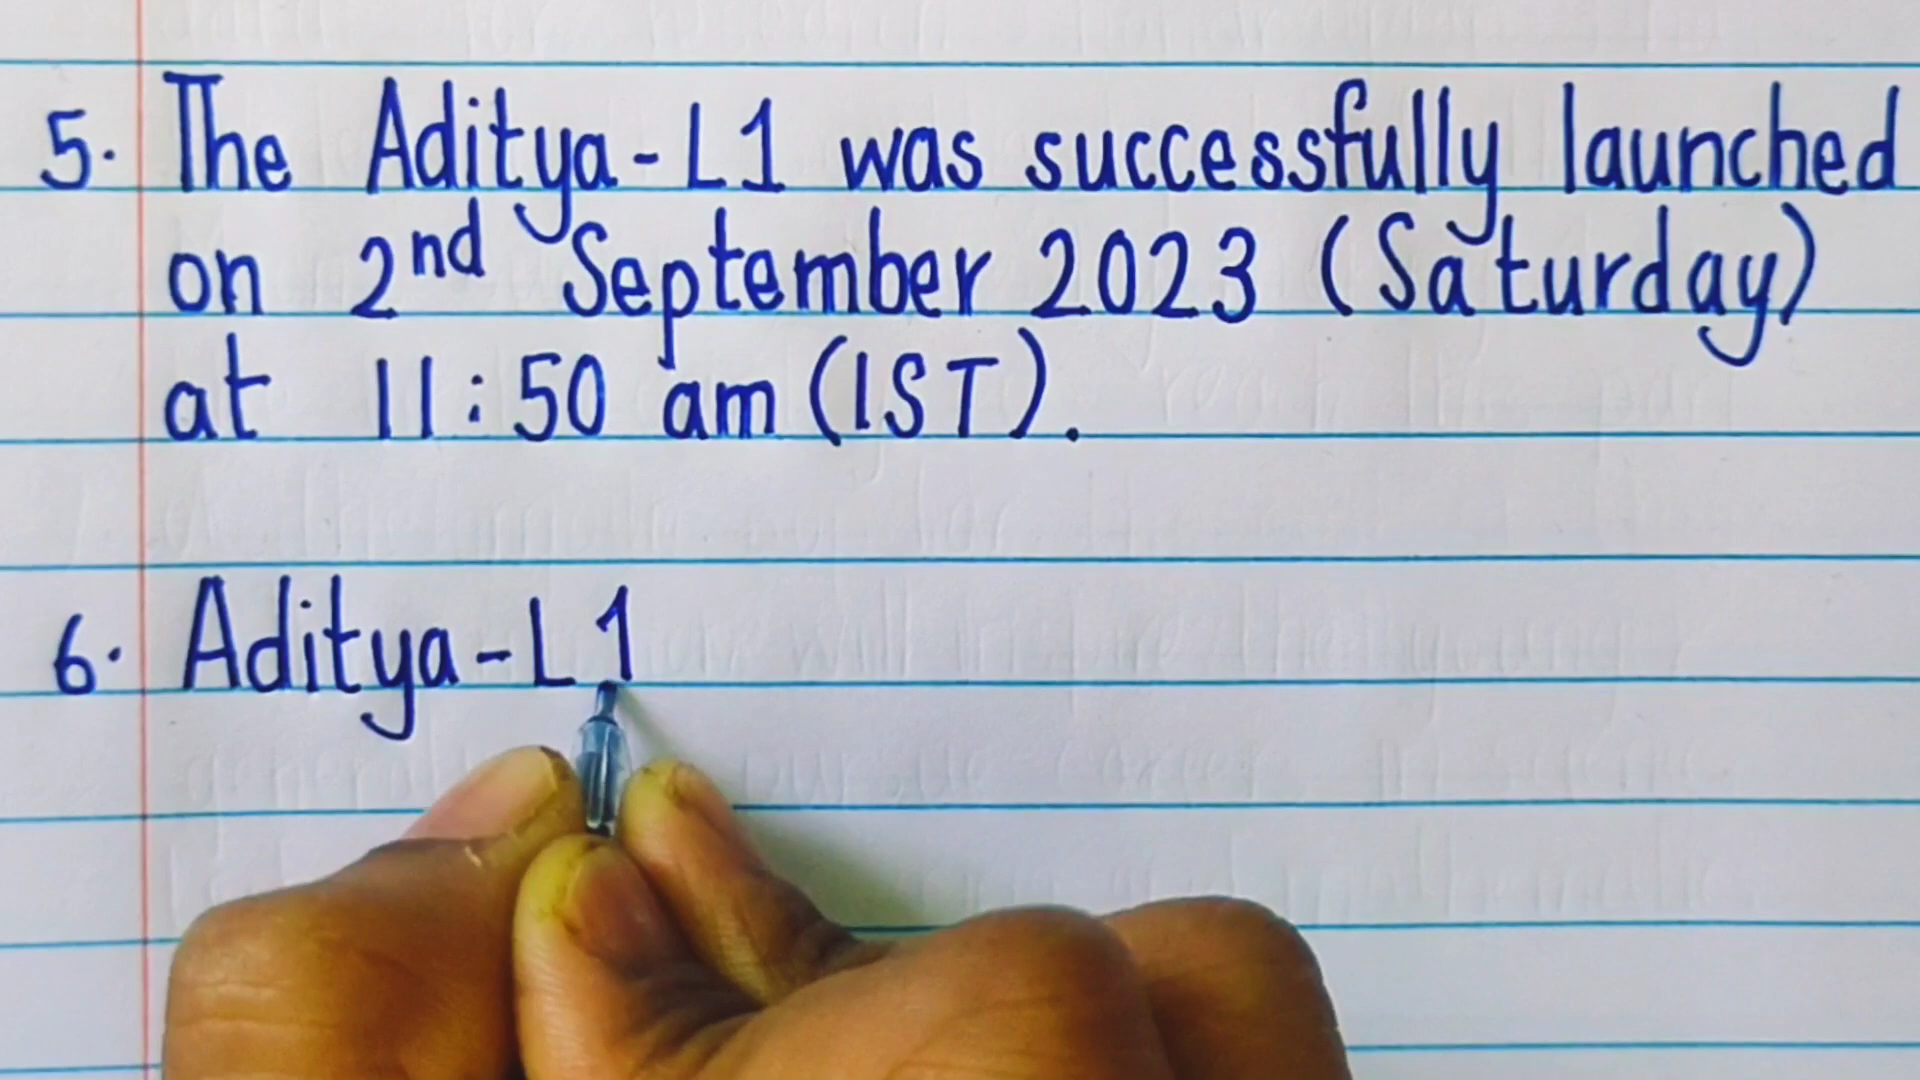 5. The Aditya-L1 was successfully launched
on 2nd September 2023 (Saturday)
at 11:50 am (IST).
6. Aditya-L1